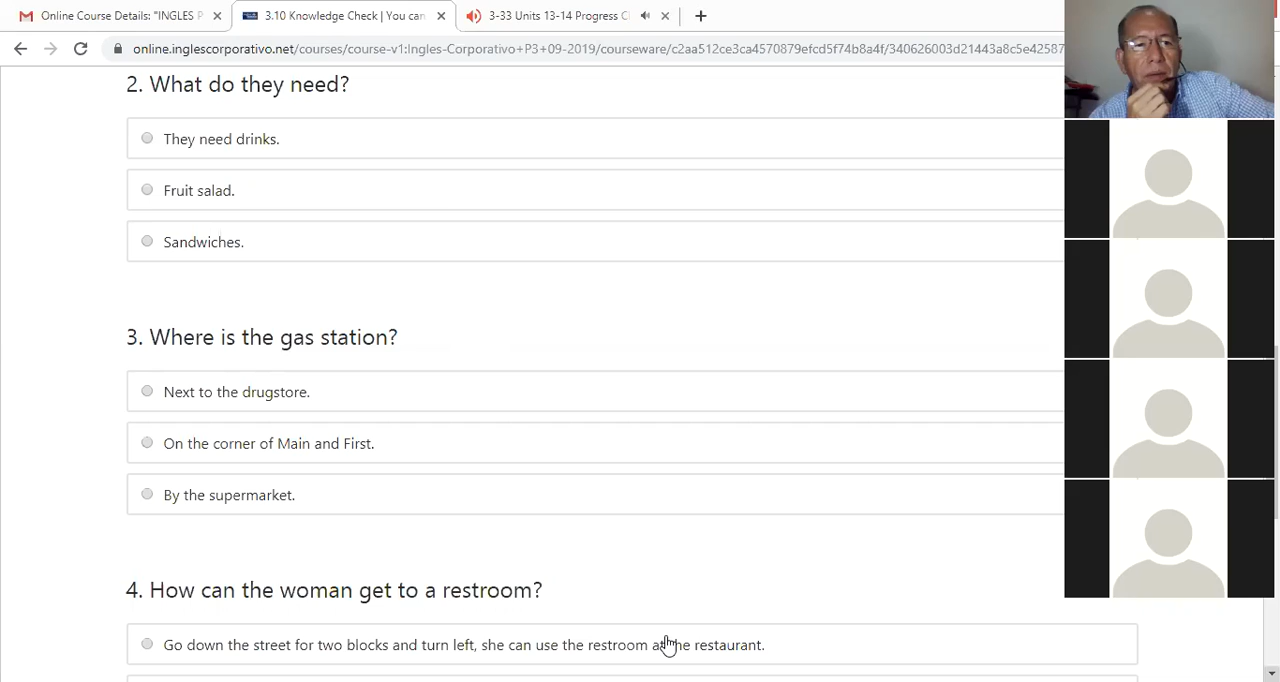 Online Course Details: "INGLES P
3.10 Knowledge Check | You can
3-33 Units 13-14 Progress C
online.inglescorporativo.net/courses/course-v1:Ingles-Corporativo+P3+09-2019/courseware/c2aa512ce3ca4570879efcd5f74b8a4f/340626003d21443a8c5e42587
2. What do they need?
They need drinks.
Fruit salad.
Sandwiches.
3. Where is the gas station?
Next to the drugstore.
On the corner of Main and First.
By the supermarket.
4. How can the woman get to a restroom?
Go down the street for two blocks and turn left, she can use the restroom at the restaurant.